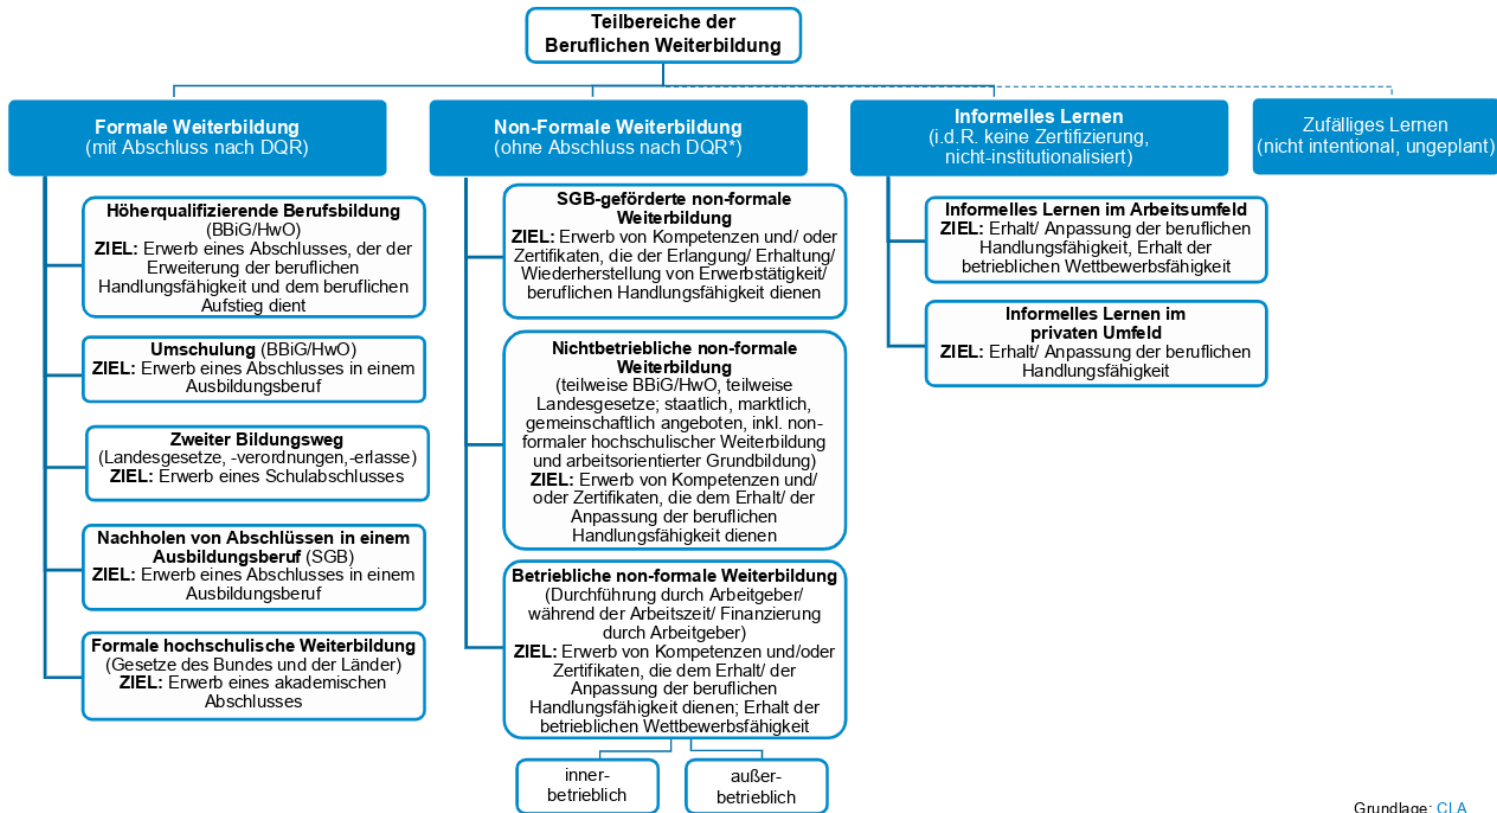 Teilbereiche der
Beruflichen Weiterbildung
Formale Weiterbildung
(mit Abschluss nach DQR)
Höherqualifizierende Berufsbildung
(BBiG/HwO)
ZIEL: Erwerb eines Abschlusses, der der
Erweiterung der beruflichen
Handlungsfähigkeit und dem beruflichen
Aufstieg dient
Umschulung (BBiG/HwO)
ZIEL: Erwerb eines Abschlusses in einem
Ausbildungsberuf
Zweiter Bildungsweg
(Landesgesetze, -verordnungen,-erlasse)
ZIEL: Erwerb eines Schulabschlusses
Nachholen von Abschlüssen in einem
Ausbildungsberuf (SGB)
ZIEL: Erwerb eines Abschlusses in einem
Ausbildungsberuf
Formale hochschulische Weiterbildung
(Gesetze des Bundes und der Länder)
ZIEL: Erwerb eines akademischen
Abschlusses
Non-Formale Weiterbildung
(ohne Abschluss nach DQR*)
SGB-geförderte non-formale
Weiterbildung
ZIEL: Erwerb von Kompetenzen und/ oder
Zertifikaten, die der Erlangung/ Erhaltung/
Wiederherstellung von Erwerbstätigkeit/
beruflichen Handlungsfähigkeit dienen
Nichtbetriebliche non-formale
Weiterbildung
(teilweise BBiG/HwO, teilweise
Landesgesetze; staatlich, marktlich,
gemeinschaftlich angeboten, inkl. non-
formaler hochschulischer Weiterbildung
und arbeitsorientierter Grundbildung)
ZIEL: Erwerb von Kompetenzen und/
oder Zertifikaten, die dem Erhalt/ der
Anpassung der beruflichen
Handlungsfähigkeit dienen
Betriebliche non-formale Weiterbildung
(Durchführung durch Arbeitgeber/
während der Arbeitszeit/ Finanzierung
durch Arbeitgeber)
ZIEL: Erwerb von Kompetenzen und/oder
Zertifikaten, die dem Erhalt/ der
Anpassung der beruflichen
Handlungsfähigkeit dienen; Erhalt der
betrieblichen Wettbewerbsfähigkeit
inner-
betrieblich
außer-
betrieblich
Informelles Lernen
(i.d.R. keine Zertifizierung,
nicht-institutionalisiert)
Informelles Lernen im Arbeitsumfeld
ZIEL: Erhalt/ Anpassung der beruflichen
Handlungsfähigkeit, Erhalt der
betrieblichen Wettbewerbsfähigkeit
Informelles Lernen im
privaten Umfeld
ZIEL: Erhalt/ Anpassung der beruflichen
Handlungsfähigkeit
Zufälliges Lernen
(nicht intentional, ungeplant)
Grundlage: CLA